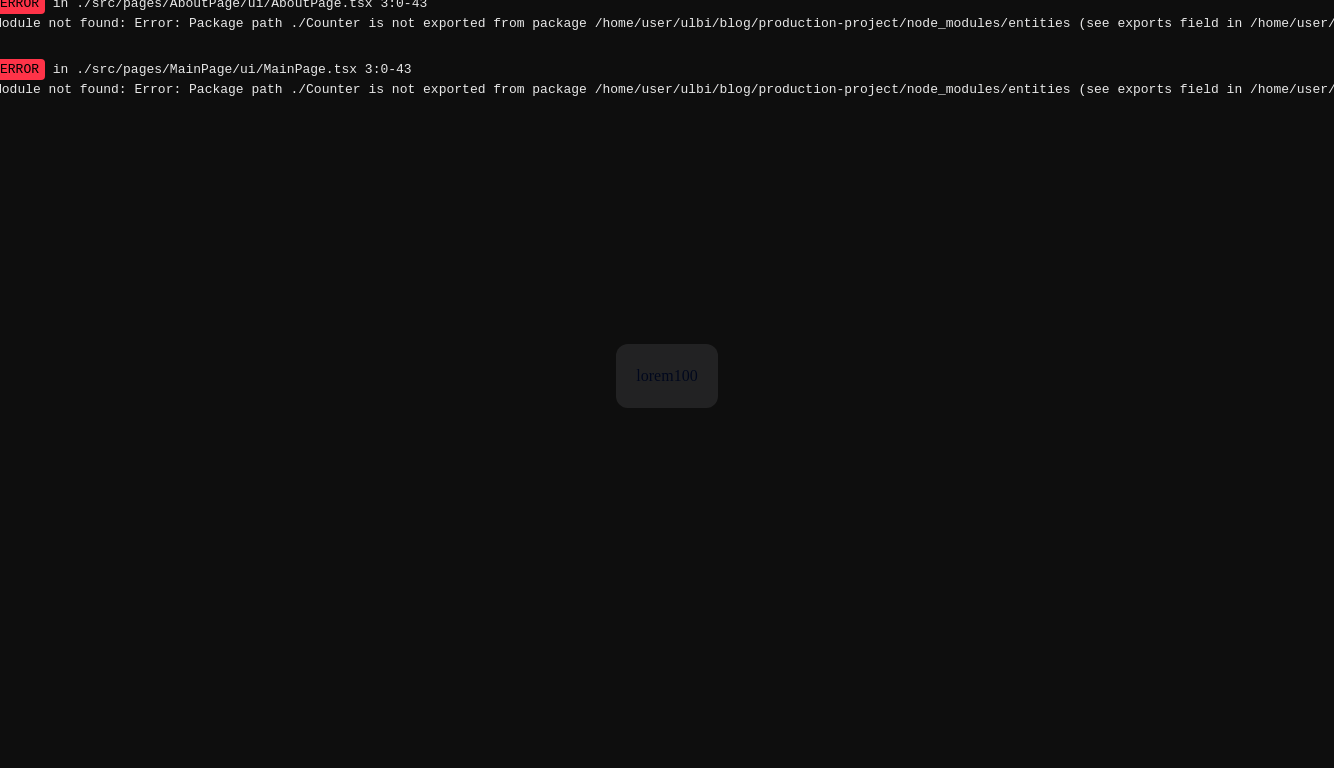 ERROR in ./src/pages/AboutPage/ui/AboutPage.tsx 3:0-43
Module not found: Error: Package path ./Counter is not exported from package /home/user/ulbi/blog/production-project/node_modules/entities (see exports field in /home/user/
ERROR in ./src/pages/MainPage/ui/MainPage.tsx 3:0-43
Module not found: Error: Package path ./Counter is not exported from package /home/user/ulbi/blog/production-project/node_modules/entities (see exports field in /home/user/
lorem100